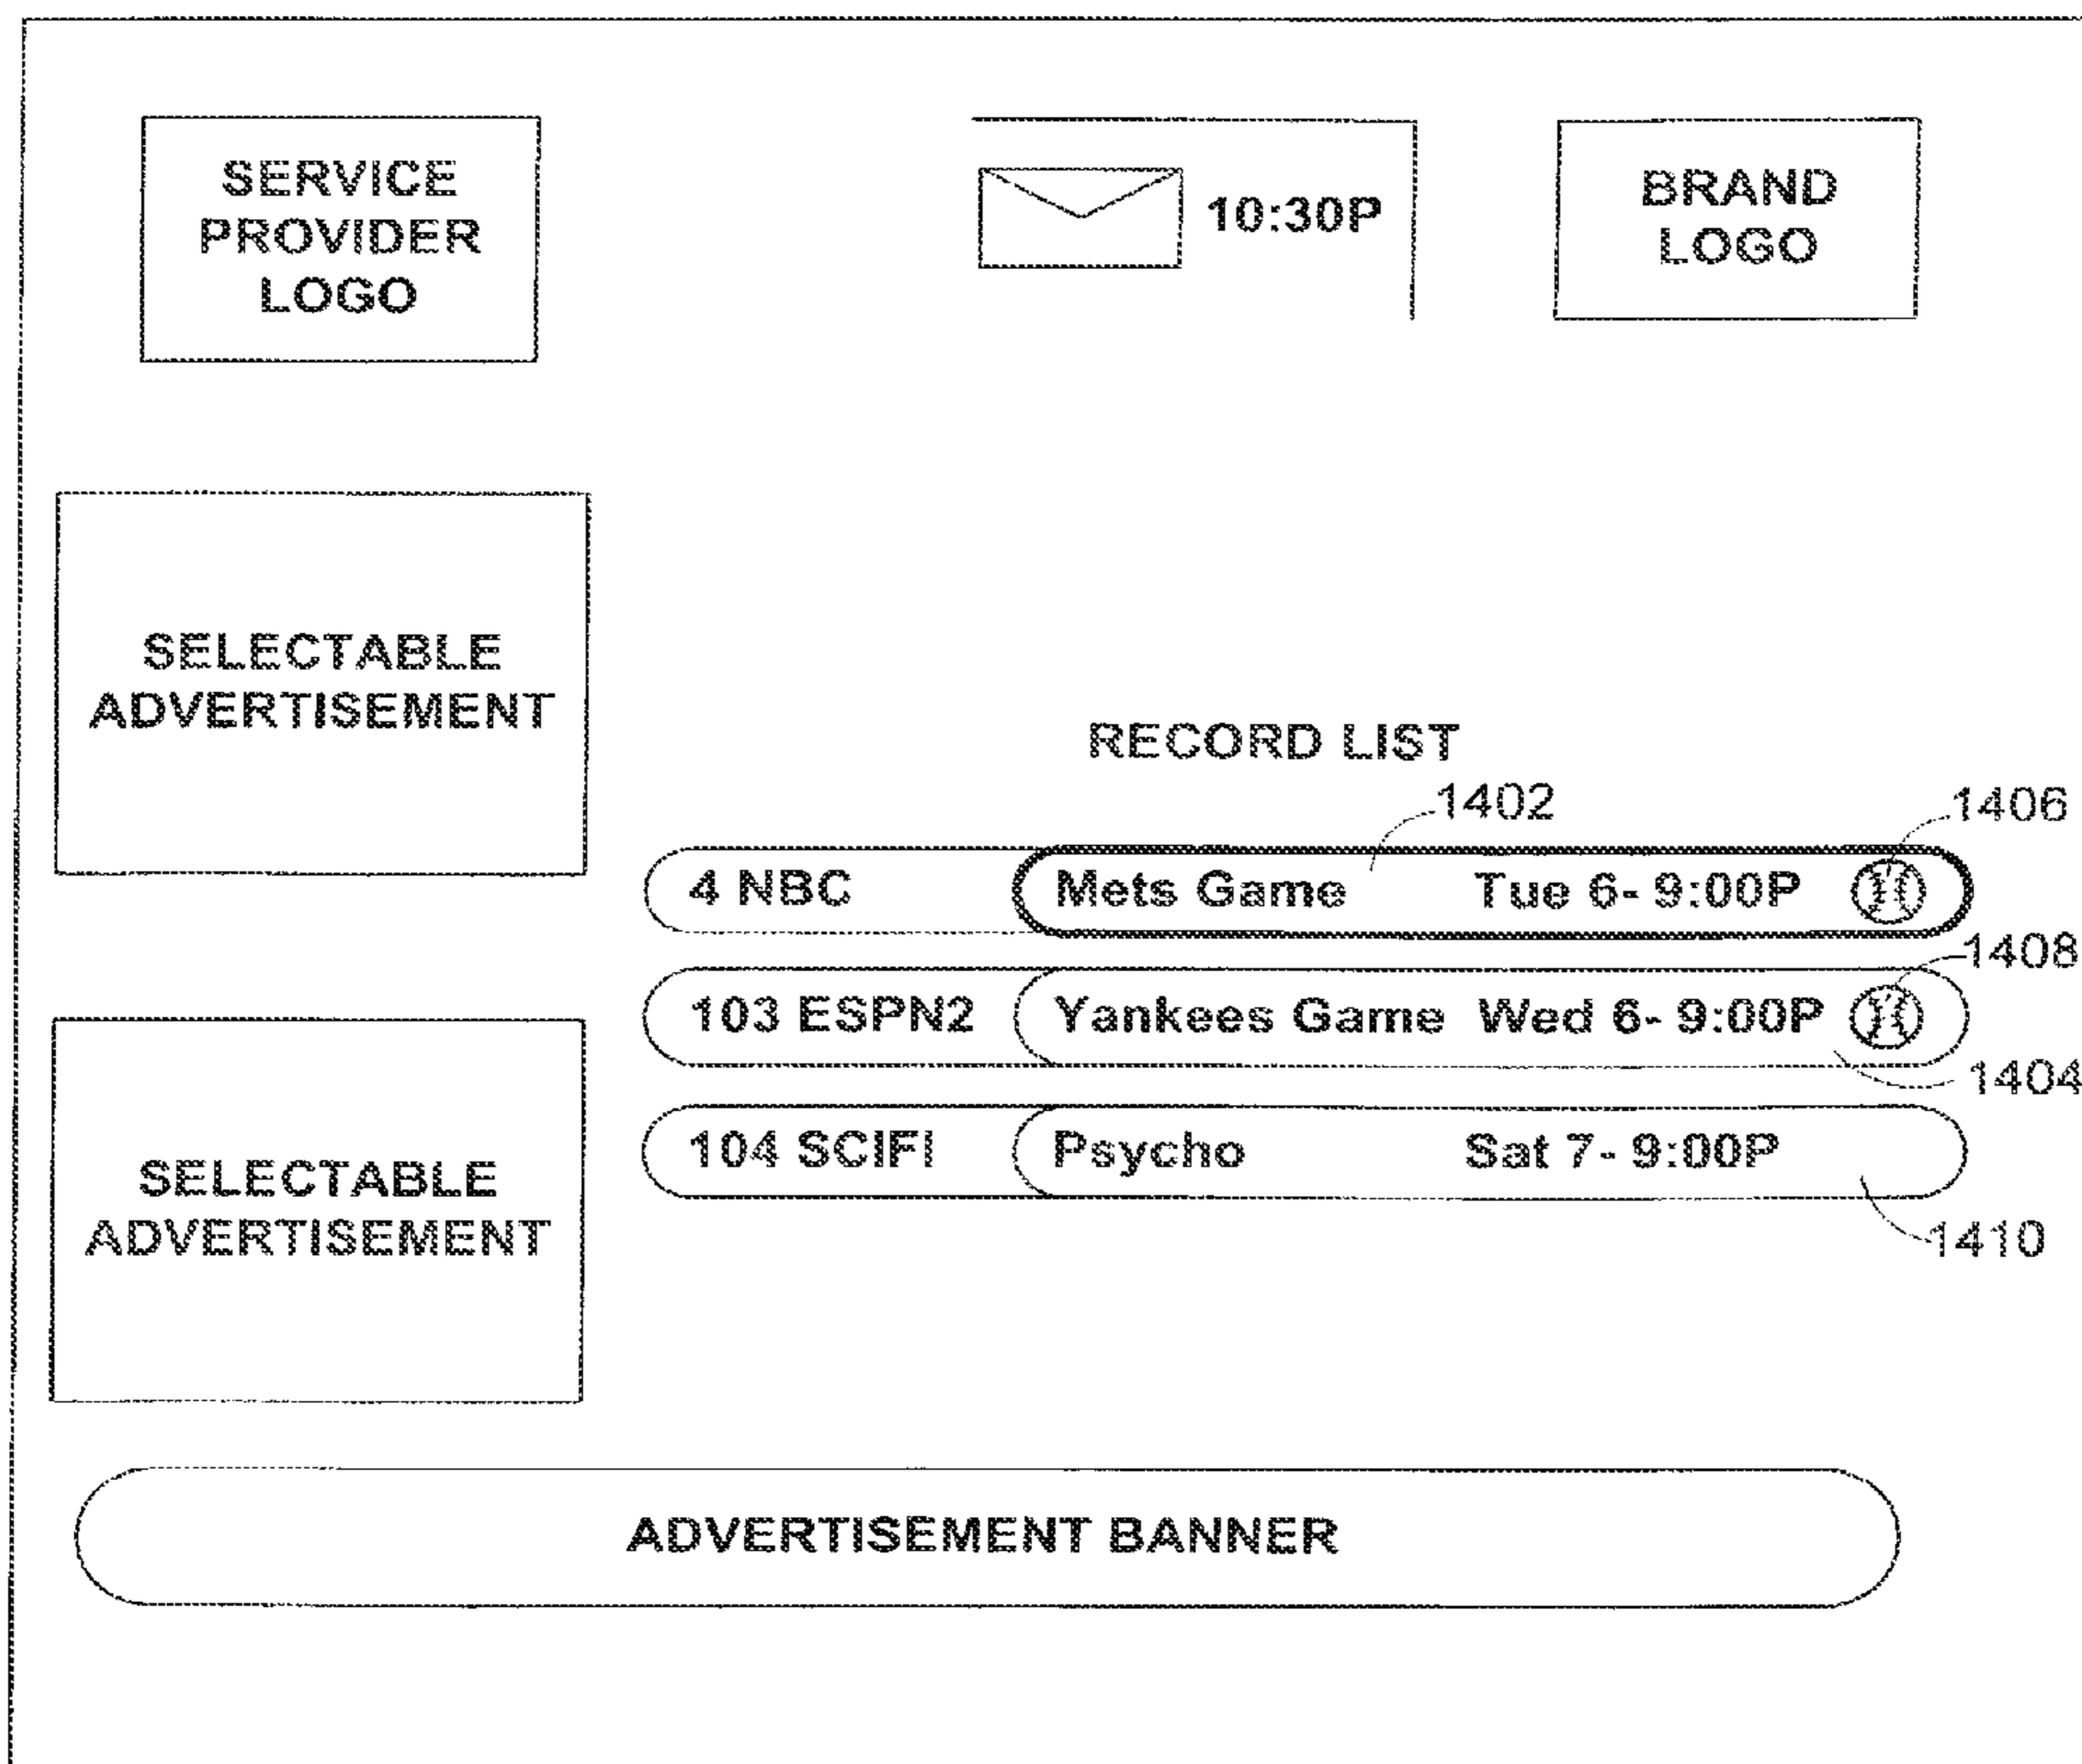 SERVICE
PROVIDER
LOGO
10:30P
BRAND
LOGO
SELECTABLE
ADVERTISEMENT
RECORD LIST
1402
1406
4 NBC Mets Game Tue 6- 9:00P
1408
103 ESPN2 Yankees Game Wed 6- 9:00P
1404
104 SCIFI Psycho Sat 7- 9:00P
1410
SELECTABLE
ADVERTISEMENT
ADVERTISEMENT BANNER